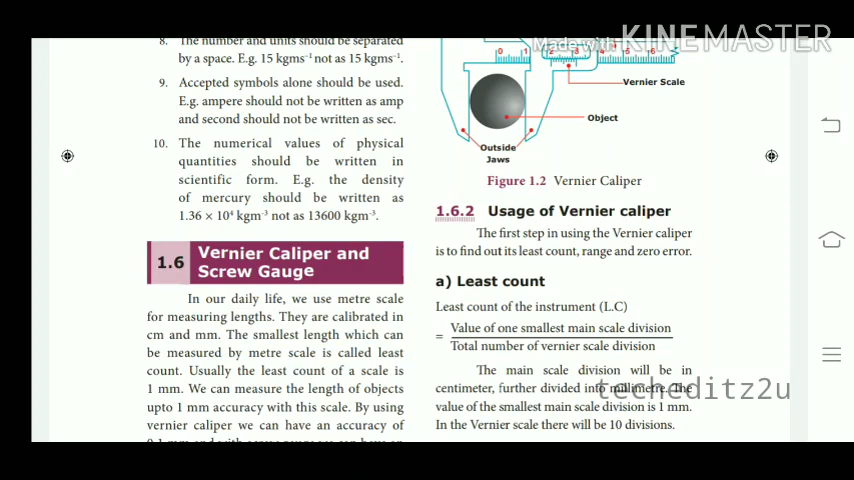 8. The number and units should be separated
by a space. E.g. 15 kgms⁻¹ not as 15 kgms⁻¹.
9. Accepted symbols alone should be used.
E.g. ampere should not be written as amp
and second should not be written as sec.
10. The numerical values of physical
quantities should be written in
scientific form. E.g. the density
of mercury should be written as
1.36 × 10⁴ kgm⁻³ not as 13600 kgm⁻³.
1.6 Vernier Caliper and
Screw Gauge
In our daily life, we use metre scale
for measuring lengths. They are calibrated in
cm and mm. The smallest length which can
be measured by metre scale is called least
count. Usually the least count of a scale is
1 mm. We can measure the length of objects
upto 1 mm accuracy with this scale. By using
vernier caliper we can have an accuracy of
0 1 2 3 4 5 6
Vernier Scale
Object
Outside
Jaws
Figure 1.2 Vernier Caliper
1.6.2 Usage of Vernier caliper
The first step in using the Vernier caliper
is to find out its least count, range and zero error.
a) Least count
Least count of the instrument (L.C)
= Value of one smallest main scale division
Total number of vernier scale division
The main scale division will be in
centimeter, further divided into millimetre. The
value of the smallest main scale division is 1 mm.
In the Vernier scale there will be 10 divisions.
Made with KINEMASTER
techeditz2u